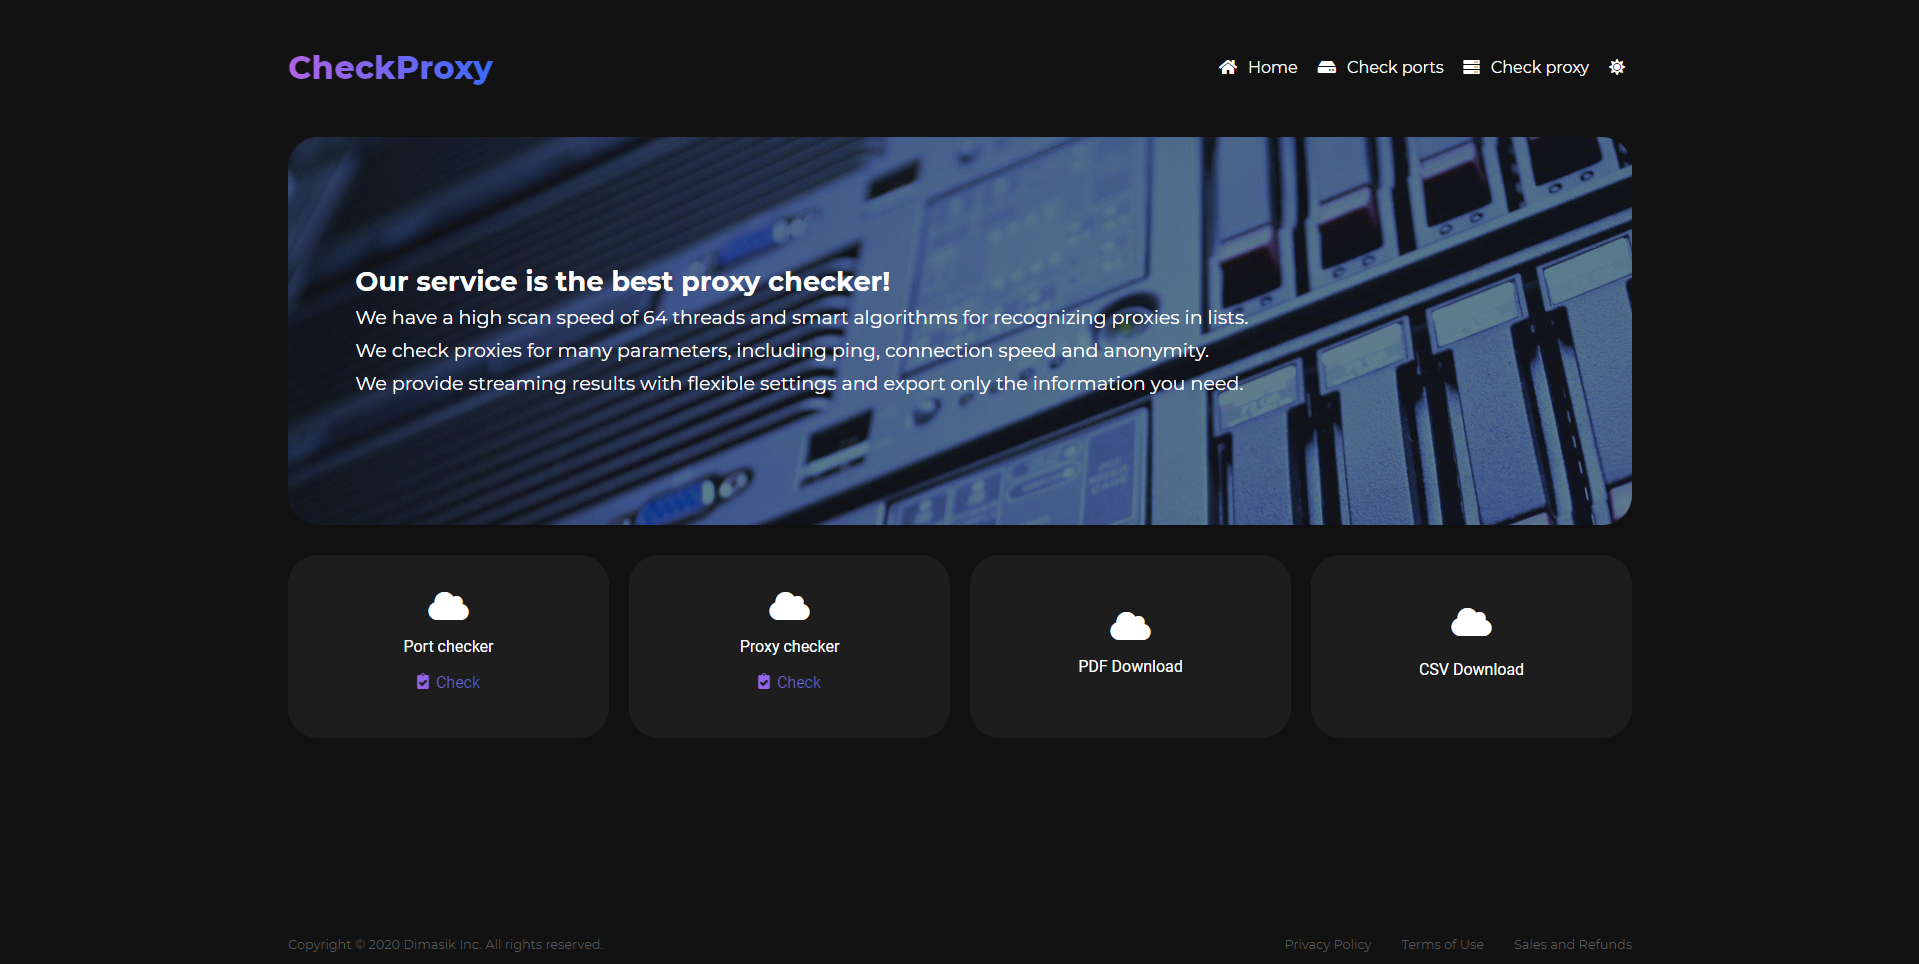 CheckProxy
Home
Check ports
Check proxy
Our service is the best proxy checker!
We have a high scan speed of 64 threads and smart algorithms for recognizing proxies in lists.
We check proxies for many parameters, including ping, connection speed and anonymity.
We provide streaming results with flexible settings and export only the information you need.
Port checker
Check
Proxy checker
Check
PDF Download
CSV Download
Copyright © 2020 Dimasik Inc. All rights reserved.
Privacy Policy
Terms of Use
Sales and Refunds